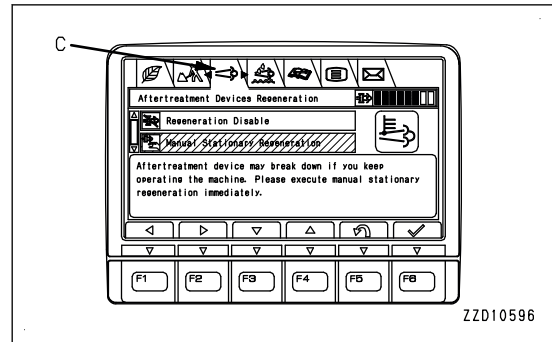 C
Aftertreatment Devices Regeneration
Regeneration Disable
Manual Stationary Regeneration
Aftertreatment device may break down if you keep
operating the machine. Please execute manual stationary
regeneration immediately.
F1 F2 F3 F4 F5 F6
ZZD10596